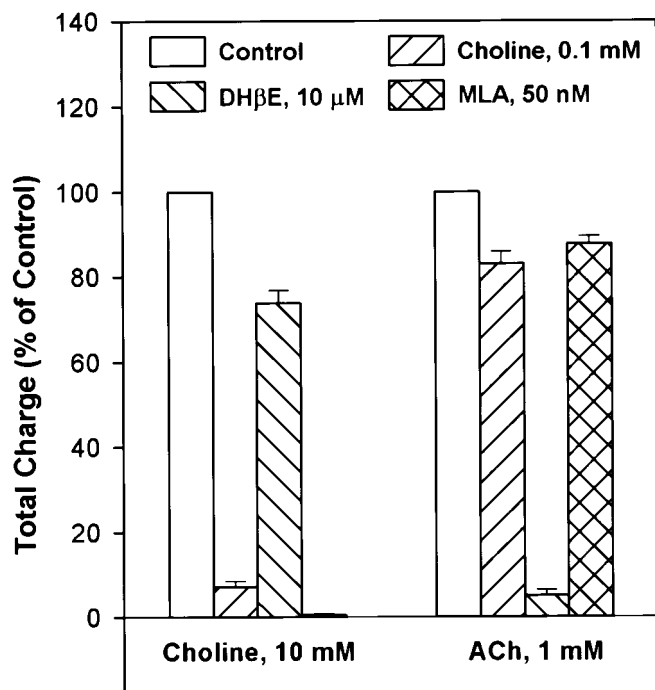 Total Charge (% of Control)
140
120
100
80
60
40
20
0
Control
Choline, 0.1 mM
DHβE, 10 μM
MLA, 50 nM
Choline, 10 mM
ACh, 1 mM